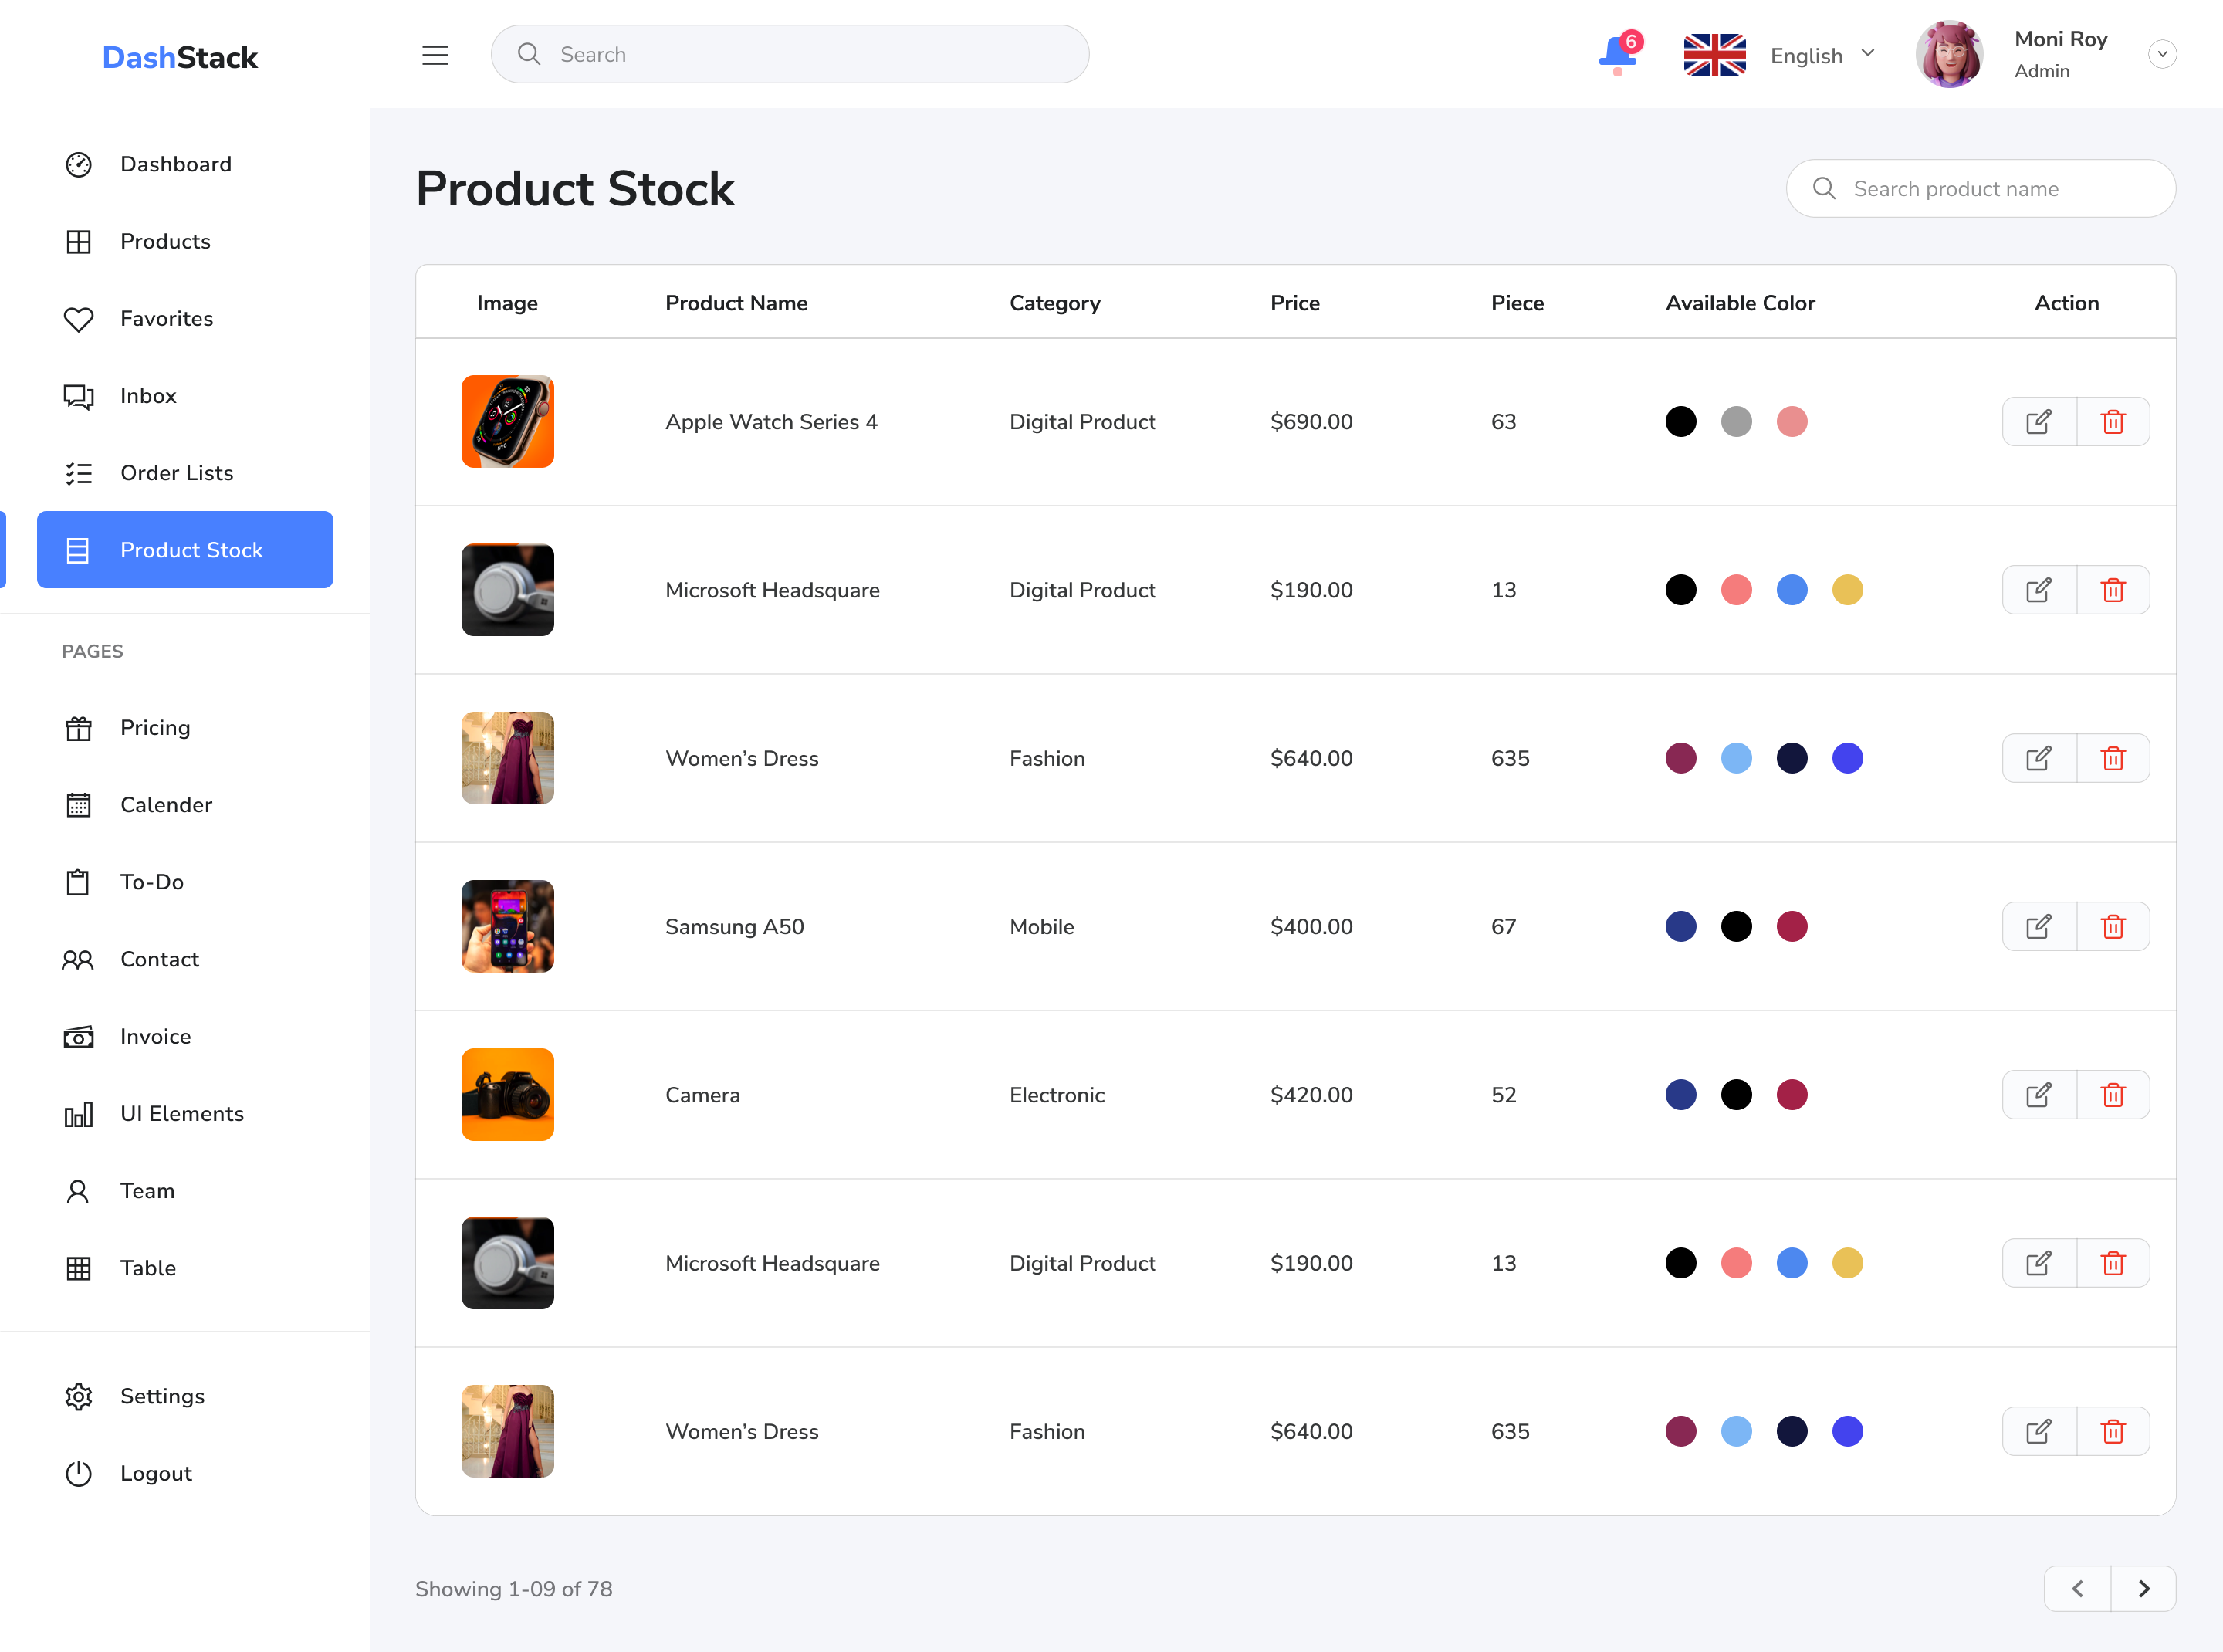 DashStack
Search
6
English
Moni Roy
Admin
Dashboard
Products
Favorites
Inbox
Order Lists
Product Stock
PAGES
Pricing
Calender
To-Do
Contact
Invoice
UI Elements
Team
Table
Settings
Logout
Product Stock
Search product name
Image Product Name Category Price Piece Available Color Action
Apple Watch Series 4 Digital Product $690.00 63
Microsoft Headsquare Digital Product $190.00 13
Women’s Dress Fashion $640.00 635
Samsung A50 Mobile $400.00 67
Camera Electronic $420.00 52
Microsoft Headsquare Digital Product $190.00 13
Women’s Dress Fashion $640.00 635
Showing 1-09 of 78